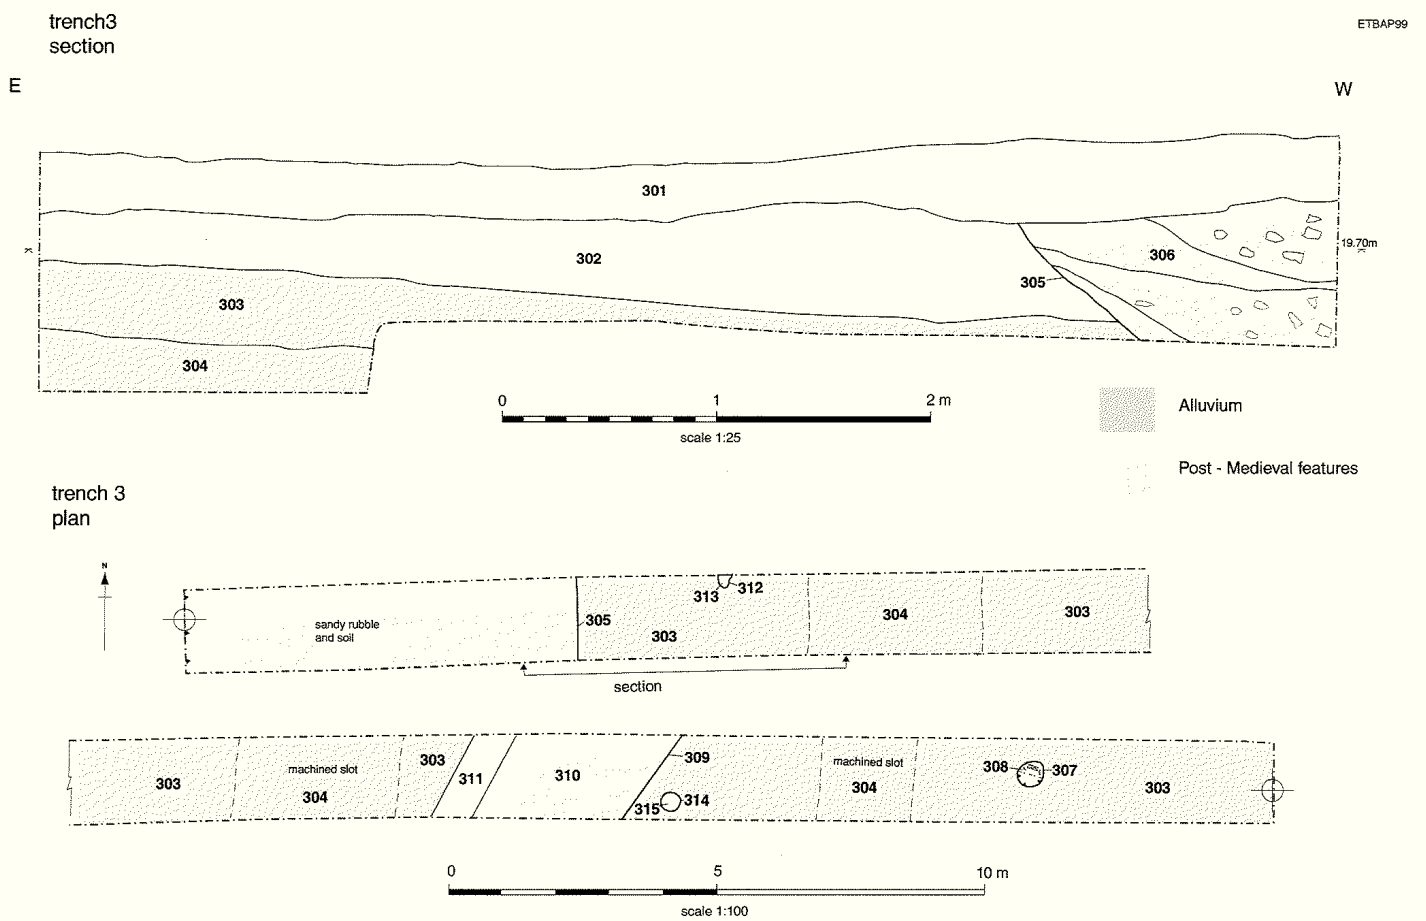 trench3
section
ETBAP99
E
W
301
302
303
304
305
306
19.70m
0 1 2 m
scale 1:25
Alluvium
Post - Medieval features
trench 3
plan
N
sandy rubble
and soil
305
303
313
312
304
303
section
303
machined slot
304
303
311
310
309
315
314
machined slot
304
308
307
303
0 5 10 m
scale 1:100